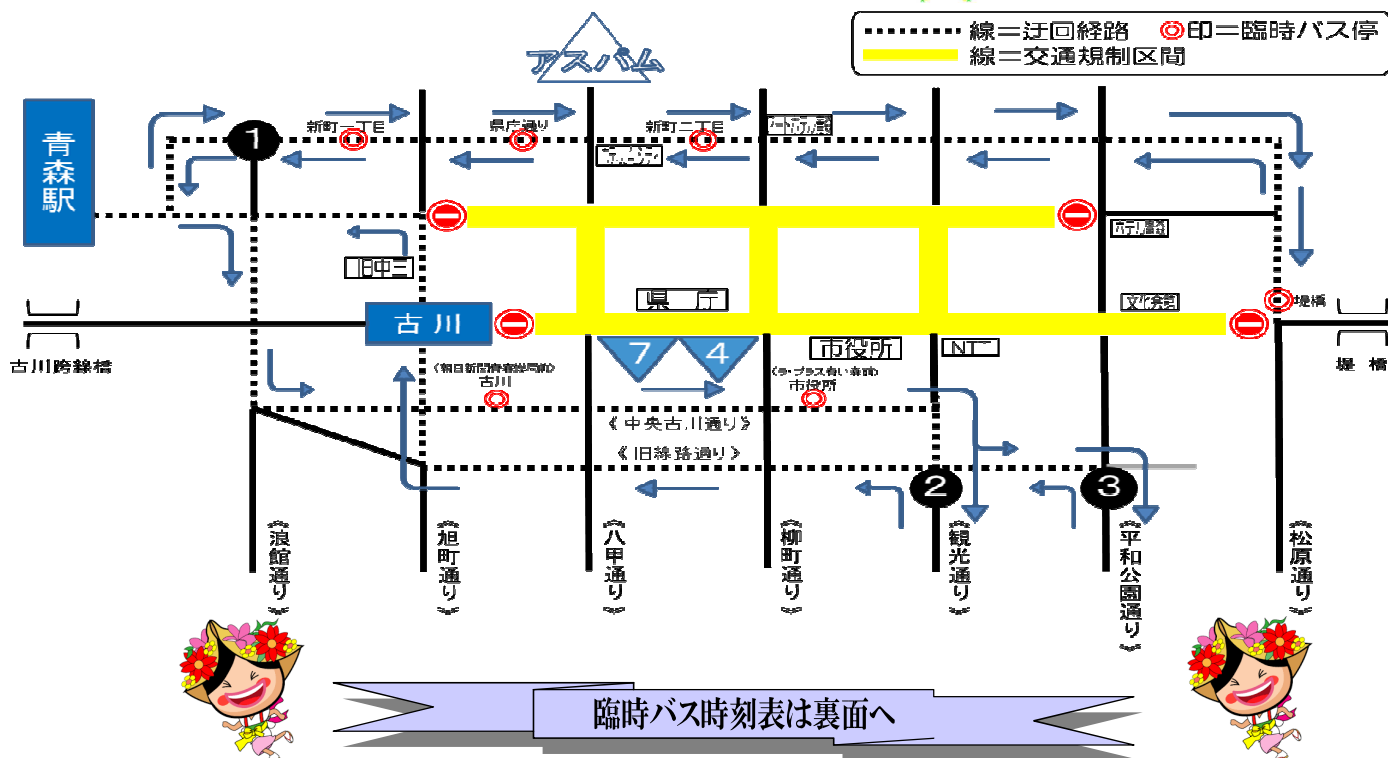 線＝迂回経路 ◎印＝臨時バス停
線＝交通規制区間
アスパム
青森駅
1
新町一丁目
県庁通り
新町二丁目
旧中三
県 庁
文化会館
堤橋
古川
市役所
NTT
古川跨線橋
堤 橋
7
4
古川
市役所
《中央古川通り》
《旧線路通り》
2
3
《浪館通り》
《旭町通り》
《八甲通り》
《柳町通り》
《観光通り》
《平和公園通り》
《松原通り》
臨時バス時刻表は裏面へ